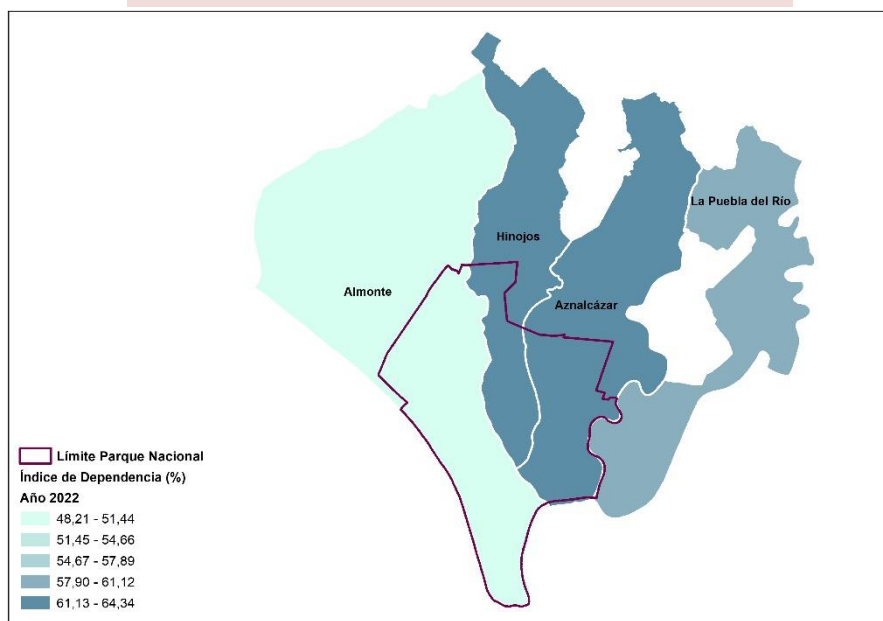 La Puebla del Río
Hinojos
Almonte
Aznalcázar
Límite Parque Nacional
Índice de Dependencia (%)
Año 2022
48,21 - 51,44
51,45 - 54,66
54,67 - 57,89
57,90 - 61,12
61,13 - 64,34